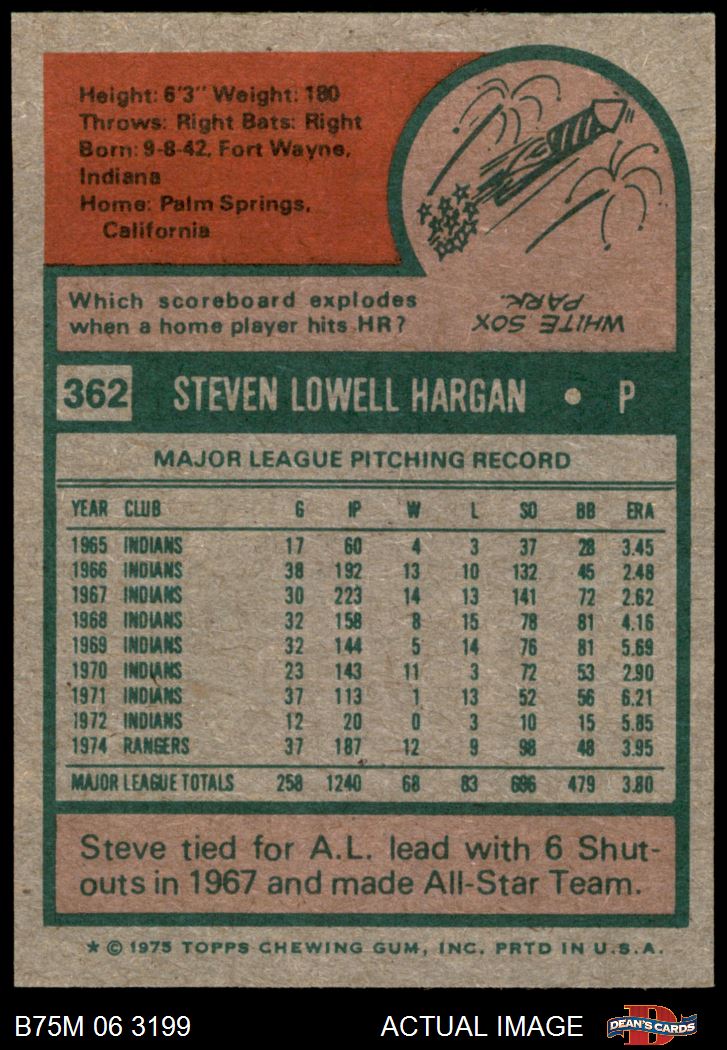 Height: 6'3" Weight: 180
Throws: Right Bats: Right
Born: 9-8-42, Fort Wayne,
Indiana
Home: Palm Springs,
California
Which scoreboard explodes
when a home player hits HR?
WHITE SOX
PARK.
362 STEVEN LOWELL HARGAN • P
MAJOR LEAGUE PITCHING RECORD
YEAR CLUB G IP W L SO BB ERA
1965 INDIANS 17 60 4 3 37 28 3.45
1966 INDIANS 38 192 13 10 132 45 2.48
1967 INDIANS 30 223 14 13 141 72 2.62
1968 INDIANS 32 158 8 15 78 81 4.16
1969 INDIANS 32 144 5 14 76 81 5.69
1970 INDIANS 23 143 11 3 72 53 2.90
1971 INDIANS 37 113 1 13 52 56 6.21
1972 INDIANS 12 20 0 3 10 15 5.85
1974 RANGERS 37 187 12 9 98 48 3.95
MAJOR LEAGUE TOTALS 258 1240 68 83 696 479 3.80
Steve tied for A.L. lead with 6 Shut-
outs in 1967 and made All-Star Team.
* © 1975 TOPPS CHEWING GUM, INC. PRTD IN U.S.A.
B75M 06 3199 ACTUAL IMAGE DEAN'S CARDS